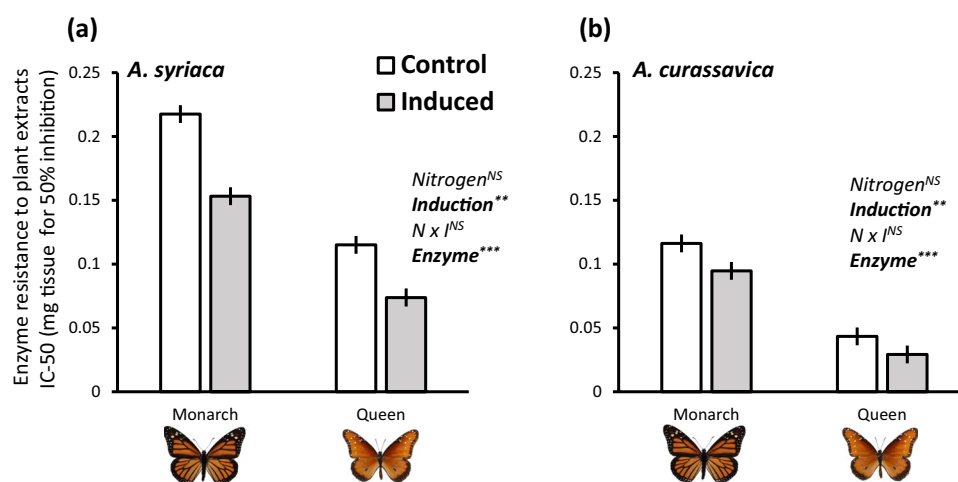 (a)
A. syriaca
Control
Induced
Enzyme resistance to plant extracts
IC-50 (mg tissue for 50% inhibition)
0.25
0.2
0.15
0.1
0.05
0
Nitrogen^NS
Induction^**
N x I^NS
Enzyme^***
Monarch
Queen
(b)
A. curassavica
0.25
0.2
0.15
0.1
0.05
0
Nitrogen^NS
Induction^**
N x I^NS
Enzyme^***
Monarch
Queen